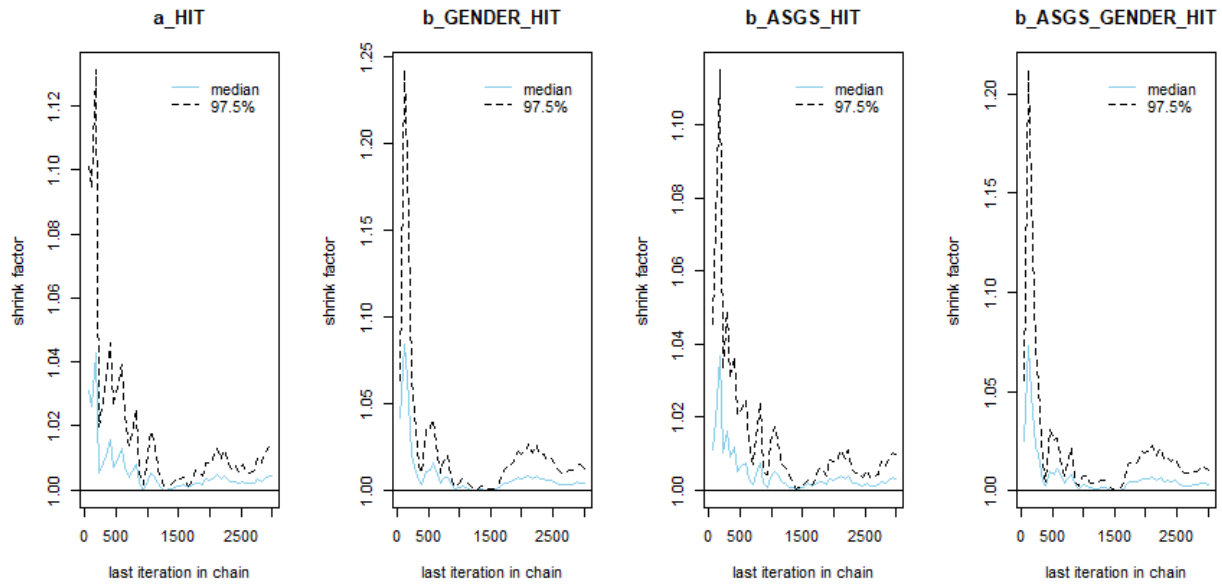 a_HIT
b_GENDER_HIT
b_ASGS_HIT
b_ASGS_GENDER_HIT
shrink factor
1.00 1.02 1.04 1.06 1.08 1.10 1.12
median
97.5%
0 500 1500 2500
last iteration in chain
shrink factor
1.00 1.05 1.10 1.15 1.20 1.25
median
97.5%
0 500 1500 2500
last iteration in chain
shrink factor
1.00 1.02 1.04 1.06 1.08 1.10
median
97.5%
0 500 1500 2500
last iteration in chain
shrink factor
1.00 1.05 1.10 1.15 1.20
median
97.5%
0 500 1500 2500
last iteration in chain